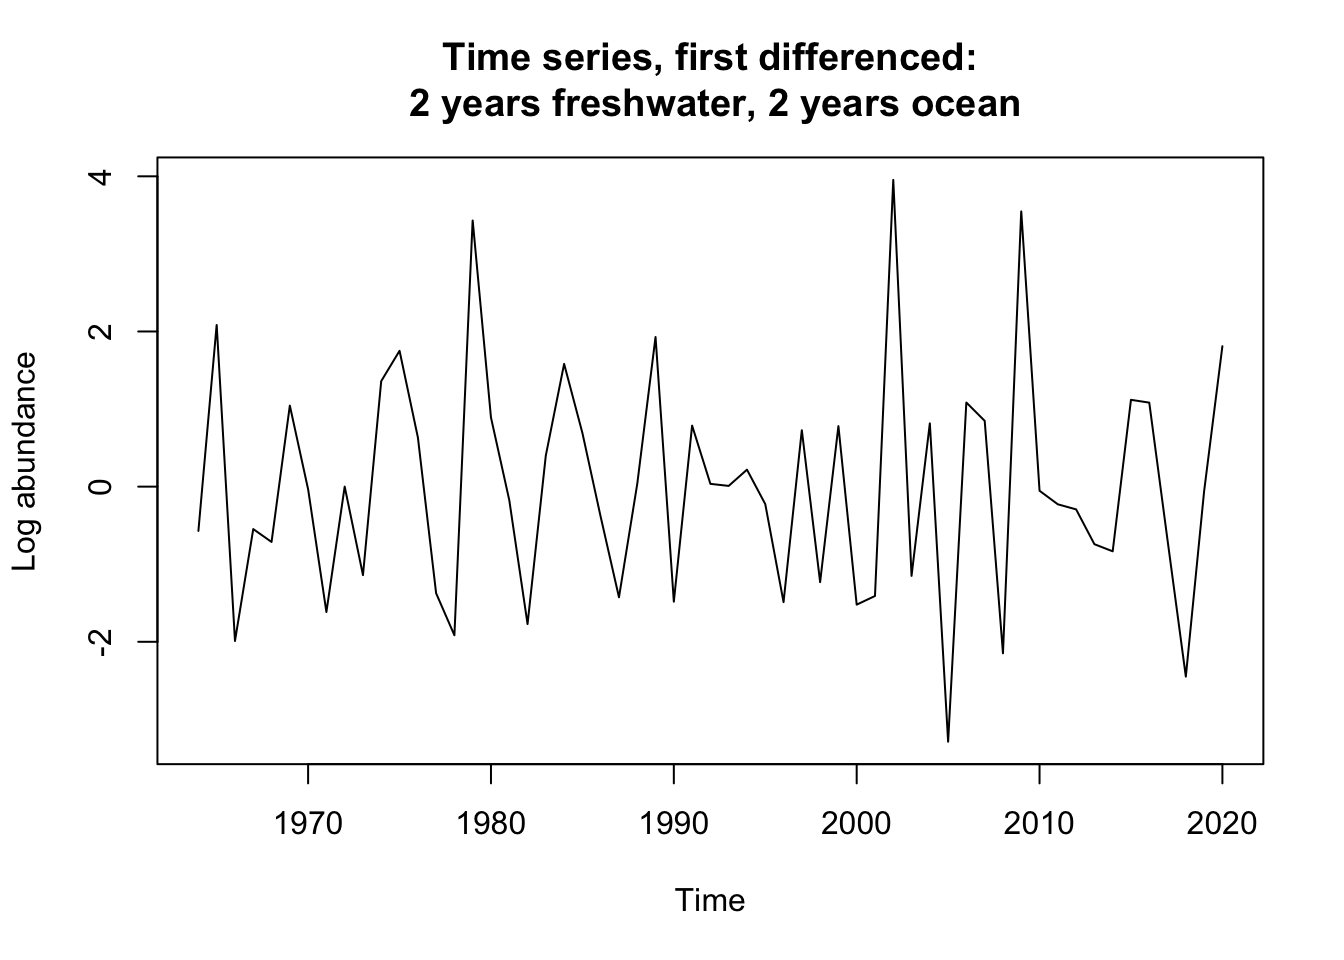 Time series, first differenced:
2 years freshwater, 2 years ocean
4
2
0
-2
Log abundance
1970 1980 1990 2000 2010 2020
Time